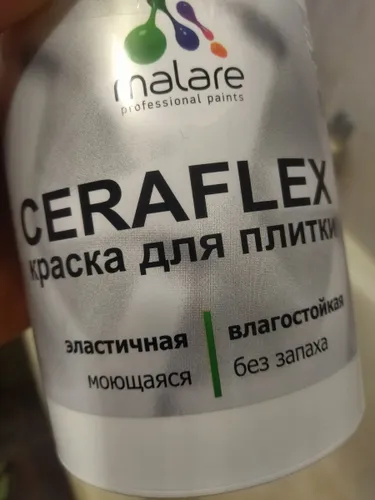 malare
professional paints
CERAFLEX
краска для плитки
эластичная
моющаяся
влагостойкая
без запаха